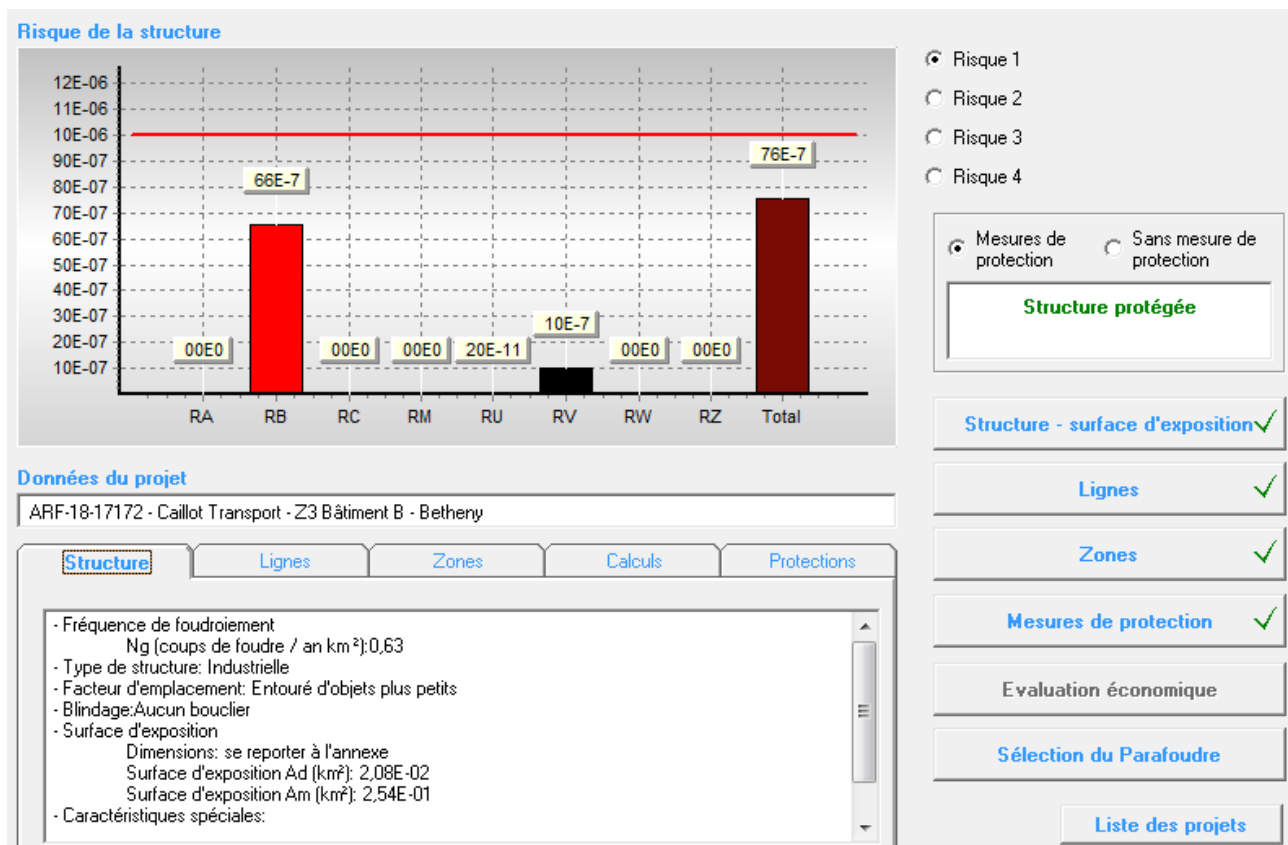 Risque de la structure
12E-06
11E-06
10E-06
90E-07
80E-07
70E-07
60E-07
50E-07
40E-07
30E-07
20E-07
10E-07
00E0
66E-7
00E0
00E0
20E-11
10E-7
00E0
00E0
76E-7
RA RB RC RM RU RV RW RZ Total
Risque 1
Risque 2
Risque 3
Risque 4
Mesures de protection
Sans mesure de protection
Structure protégée
Structure - surface d'exposition
Lignes
Zones
Mesures de protection
Evaluation économique
Sélection du Parafoudre
Liste des projets
Données du projet
ARF-18-17172 - Caillot Transport - Z3 Bâtiment B - Betheny
Structure Lignes Zones Calculs Protections
- Fréquence de foudroiement
Ng (coups de foudre / an km²):0,63
- Type de structure: Industrielle
- Facteur d'emplacement: Entouré d'objets plus petits
- Blindage:Aucun bouclier
- Surface d'exposition
Dimensions: se reporter à l'annexe
Surface d'exposition Ad (km²): 2,08E-02
Surface d'exposition Am (km²): 2,54E-01
- Caractéristiques spéciales: